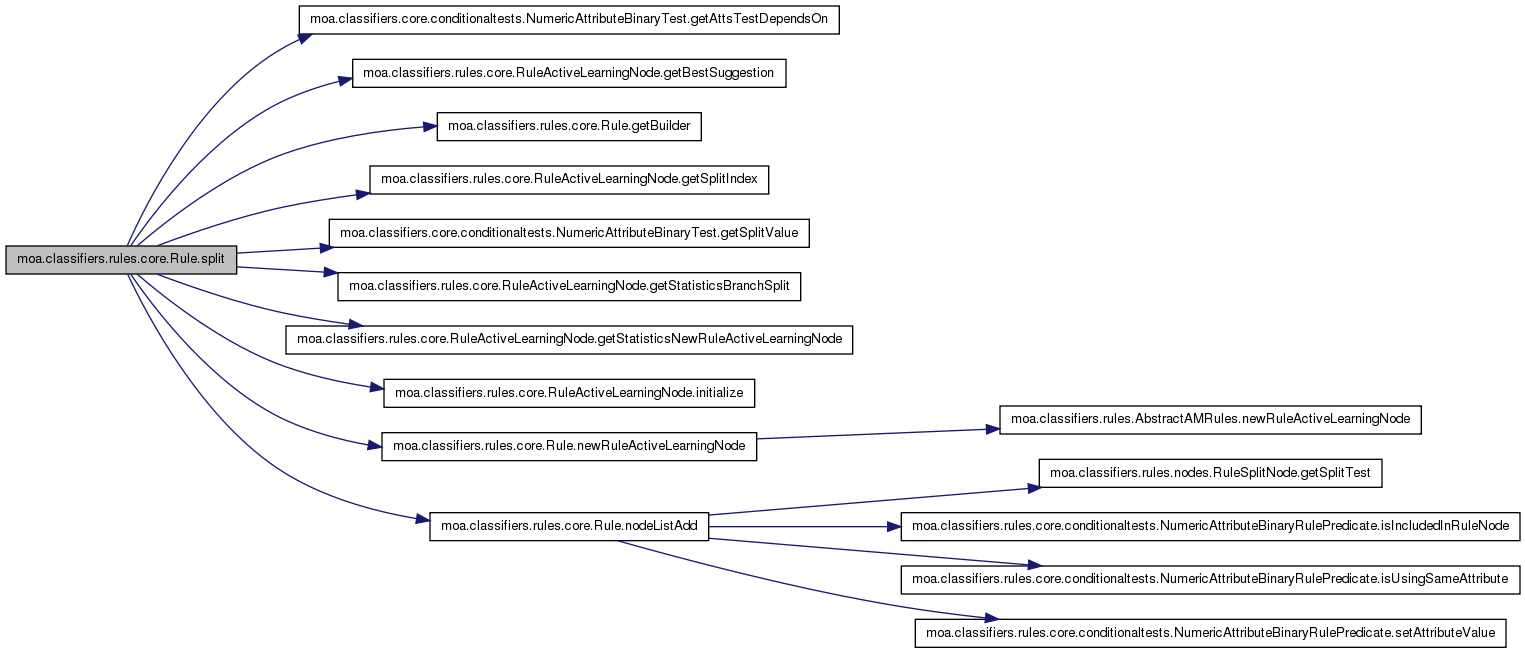 moa.classifiers.core.conditionaltests.NumericAttributeBinaryTest.getAttsTestDependsOn
moa.classifiers.rules.core.RuleActiveLearningNode.getBestSuggestion
moa.classifiers.rules.core.Rule.getBuilder
moa.classifiers.rules.core.RuleActiveLearningNode.getSplitIndex
moa.classifiers.core.conditionaltests.NumericAttributeBinaryTest.getSplitValue
moa.classifiers.rules.core.Rule.split
moa.classifiers.rules.core.RuleActiveLearningNode.getStatisticsBranchSplit
moa.classifiers.rules.core.RuleActiveLearningNode.getStatisticsNewRuleActiveLearningNode
moa.classifiers.rules.core.RuleActiveLearningNode.initialize
moa.classifiers.rules.core.Rule.newRuleActiveLearningNode
moa.classifiers.rules.AbstractAMRules.newRuleActiveLearningNode
moa.classifiers.rules.core.Rule.nodeListAdd
moa.classifiers.rules.nodes.RuleSplitNode.getSplitTest
moa.classifiers.rules.core.conditionaltests.NumericAttributeBinaryRulePredicate.isIncludedInRuleNode
moa.classifiers.rules.core.conditionaltests.NumericAttributeBinaryRulePredicate.isUsingSameAttribute
moa.classifiers.rules.core.conditionaltests.NumericAttributeBinaryRulePredicate.setAttributeValue